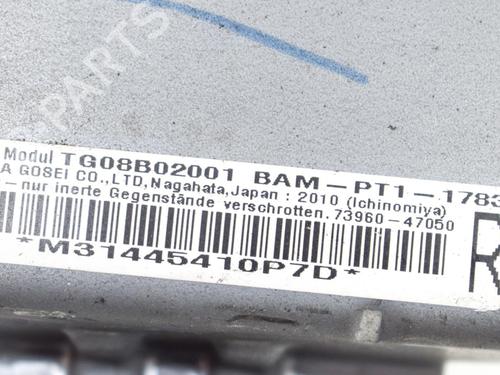 PARTS
Modul TG08B02001 BAM-PT1-1783
A GOSEI CO.,LTD,Nagahata,Japan : 2010 (Ichinomiya)
- nur inerte Gegenstände verschrotten. 73960-47050
*M31445410P7D*
R